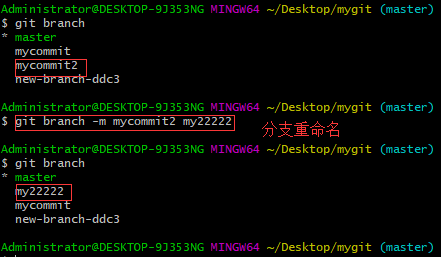 Administrator@DESKTOP-9J353NG MINGW64 ~/Desktop/mygit (master)
$ git branch
* master
mycommit
mycommit2
new-branch-ddc3
Administrator@DESKTOP-9J353NG MINGW64 ~/Desktop/mygit (master)
$ git branch -m mycommit2 my22222
分支重命名
Administrator@DESKTOP-9J353NG MINGW64 ~/Desktop/mygit (master)
$ git branch
* master
my22222
mycommit
new-branch-ddc3
Administrator@DESKTOP-9J353NG MINGW64 ~/Desktop/mygit (master)